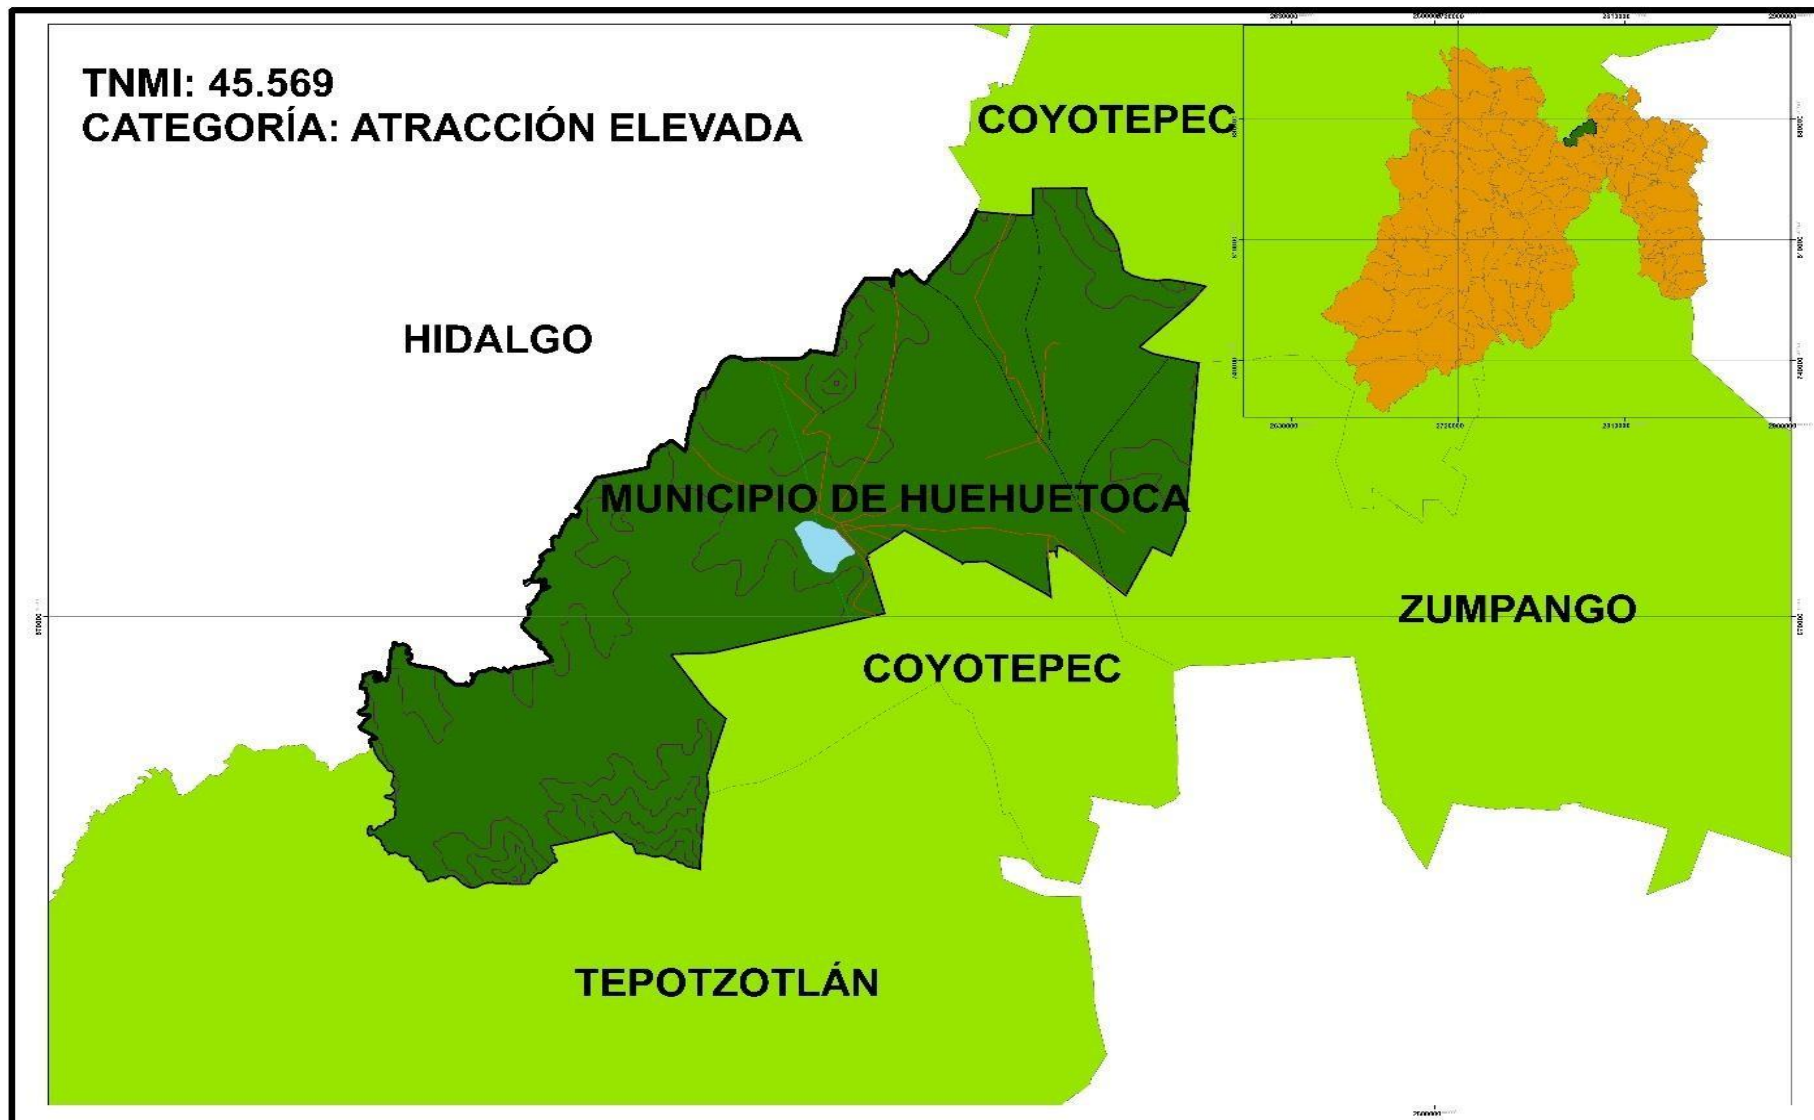 TNMI: 45.569
CATEGORÍA: ATRACCIÓN ELEVADA
COYOTEPEC
HIDALGO
MUNICIPIO DE HUEHUETOCA
ZUMPANGO
COYOTEPEC
TEPOTZOTLÁN